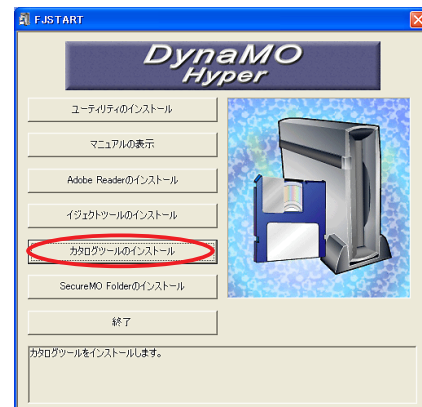 FJSTART
DynaMO
Hyper
ユーティリティのインストール
マニュアルの表示
Adobe Readerのインストール
イジェクトツールのインストール
カタログツールのインストール
SecureMO Folderのインストール
終了
カタログツールをインストールします。